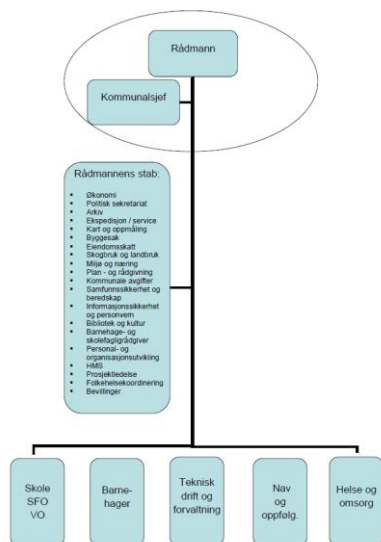 Rådmann
Kommunalsjef
Rådmannens stab:
▪ Økonomi
▪ Politisk sekretariat
▪ Arkiv
▪ Ekspedisjon / service
▪ Kart og oppmåling
▪ Byggesak
▪ Eiendomsskatt
▪ Skogbruk og landbruk
▪ Miljø og næring
▪ Plan - og rådgivning
▪ Kommunale avgifter
▪ Samfunnssikkerhet og
beredskap
▪ Informasjonssikkerhet
og personvern
▪ Bibliotek og kultur
▪ Barnehage- og
skolefagligrådgiver
▪ Personal- og
organisasjonsutvikling
▪ HMS
▪ Prosjektledelse
▪ Folkehelsekoordinering
▪ Bevillinger
Skole
SFO
VO
Barne-
hager
Teknisk
drift og
forvaltning
Nav
og
oppfølg.
Helse og
omsorg